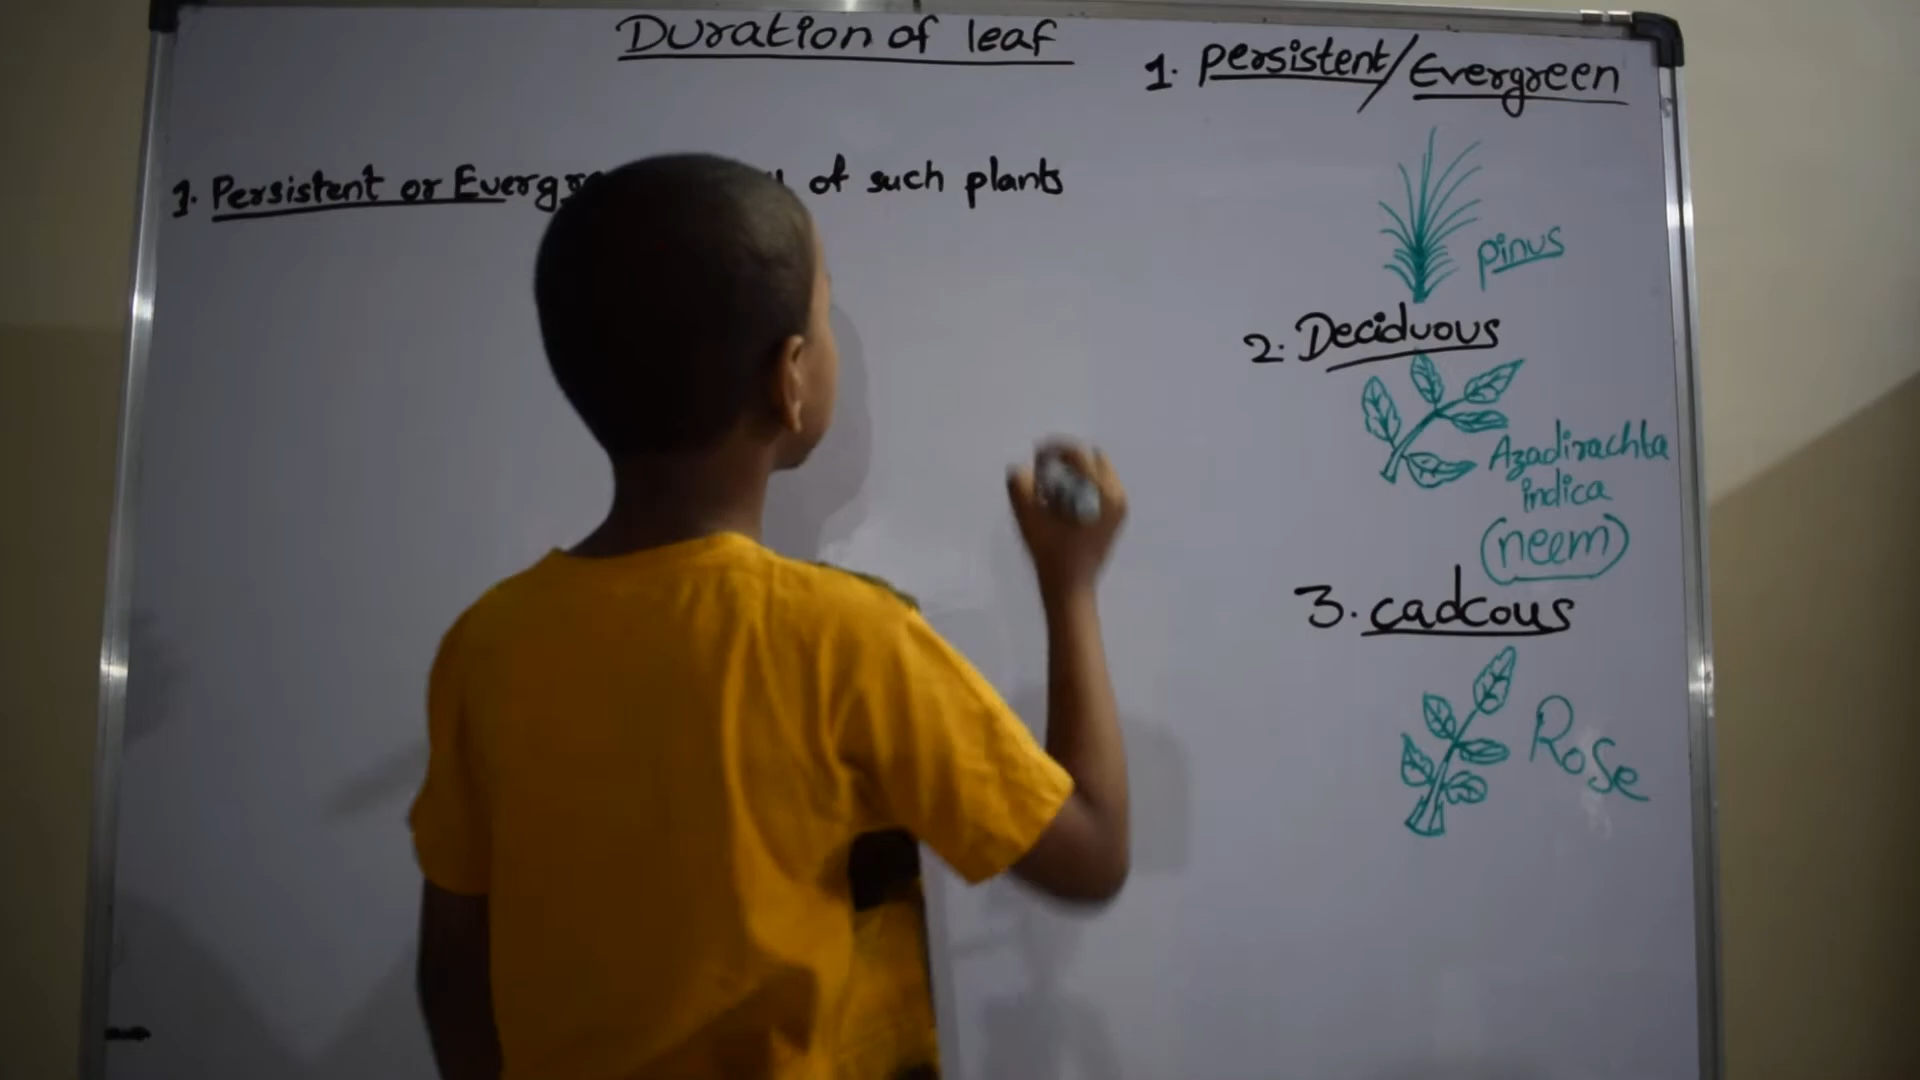 Duration of leaf
1. Persistent or Evergre of such plants
1. Persistent/Evergreen
pinus
2. Deciduous
Azadirachta
indica
(neem)
3. cadcous
Rose